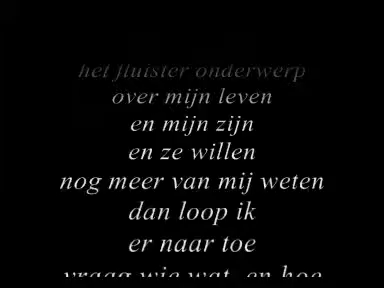 het fluister onderwerp
over mijn leven
en mijn zijn
en ze willen
nog meer van mij weten
dan loop ik
er naar toe
vraag wie wat, en hoe